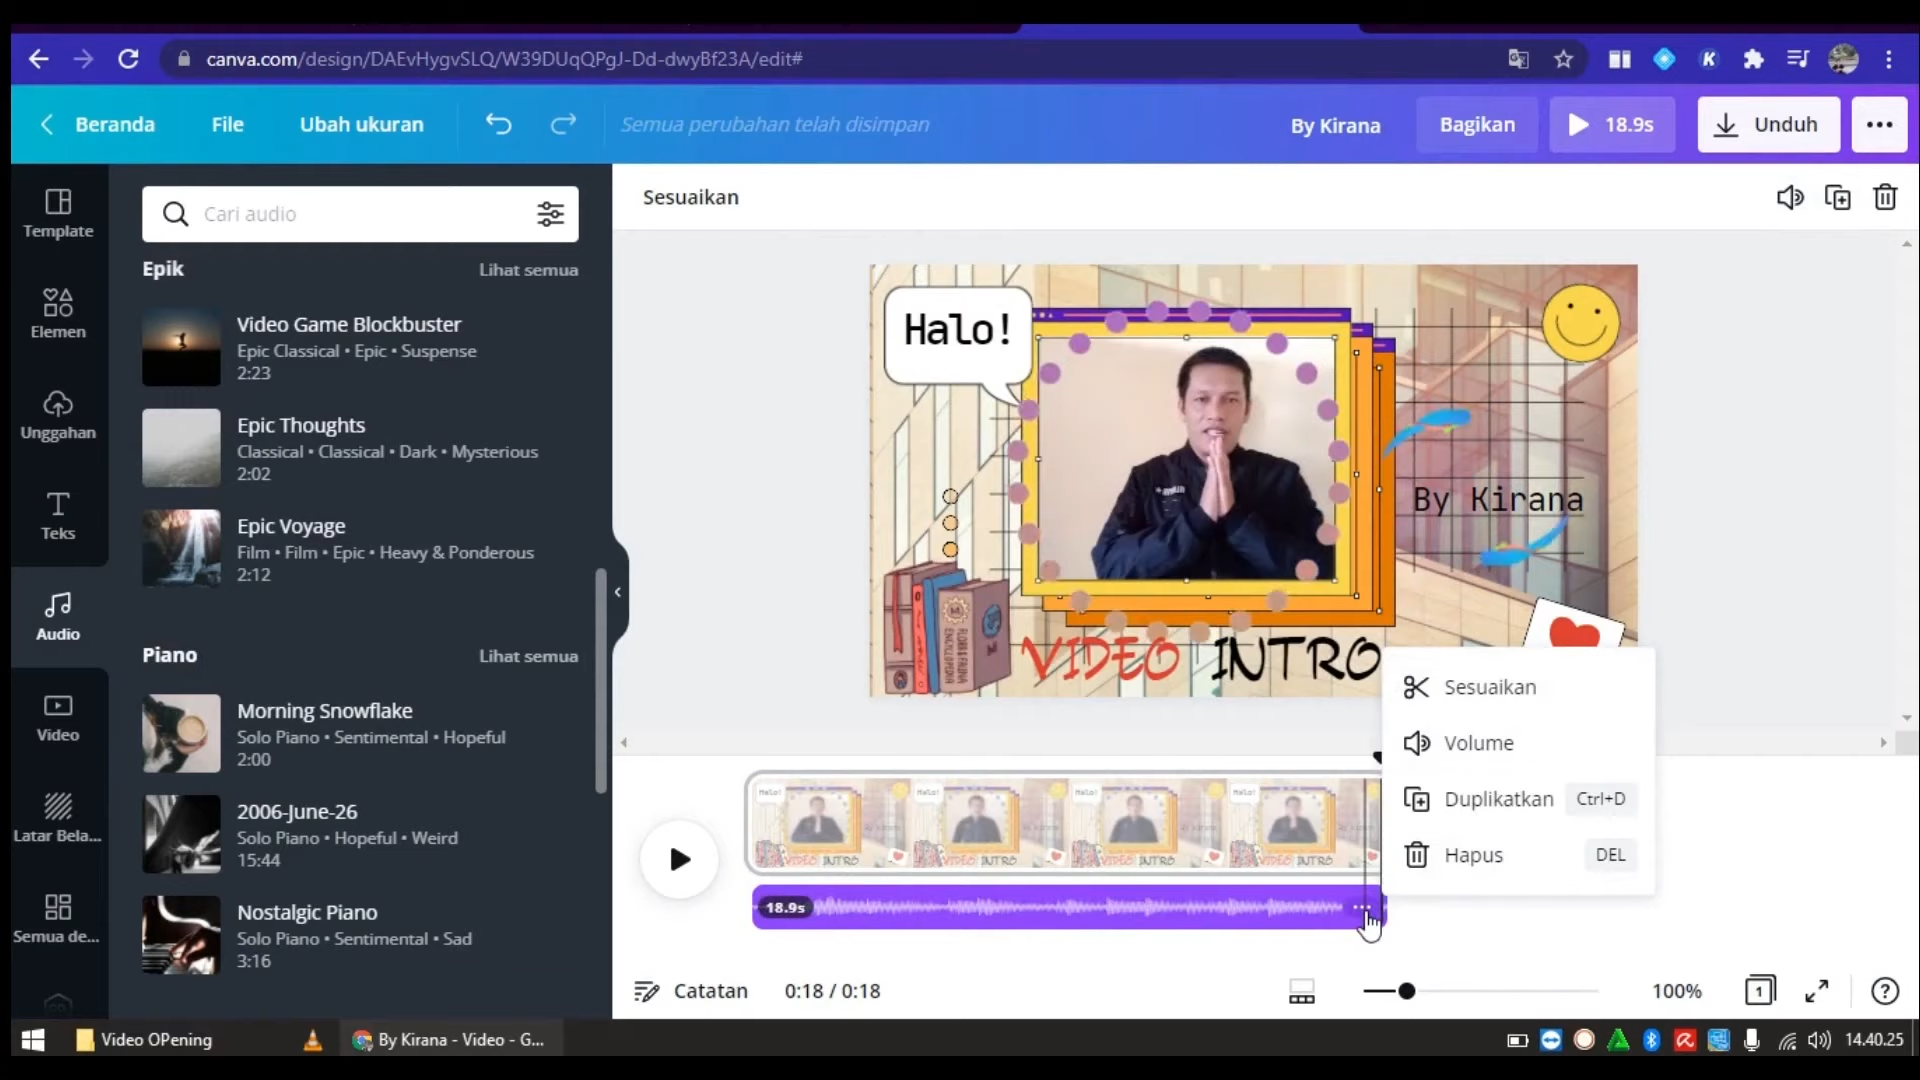 canva.com/design/DAEvHygvSLQ/W39DUqQPgJ-Dd-dwyBf23A/edit#
Beranda
File
Ubah ukuran
Semua perubahan telah disimpan
By Kirana
Bagikan
18.9s
Unduh
Template
Elemen
Unggahan
Teks
Audio
Video
Latar Bela...
Semua de...
Cari audio
Epik
Lihat semua
Video Game Blockbuster
Epic Classical • Epic • Suspense
2:23
Epic Thoughts
Classical • Classical • Dark • Mysterious
2:02
Epic Voyage
Film • Film • Epic • Heavy & Ponderous
2:12
Piano
Lihat semua
Morning Snowflake
Solo Piano • Sentimental • Hopeful
2:00
2006-June-26
Solo Piano • Hopeful • Weird
15:44
Nostalgic Piano
Solo Piano • Sentimental • Sad
3:16
Sesuaikan
Halo!
By Kirana
VIDEO INTRO
Sesuaikan
Volume
Duplikatkan Ctrl+D
Hapus DEL
18.9s
Catatan
0:18 / 0:18
100%
1
Video OPening
By Kirana - Video - G...
14.40.25